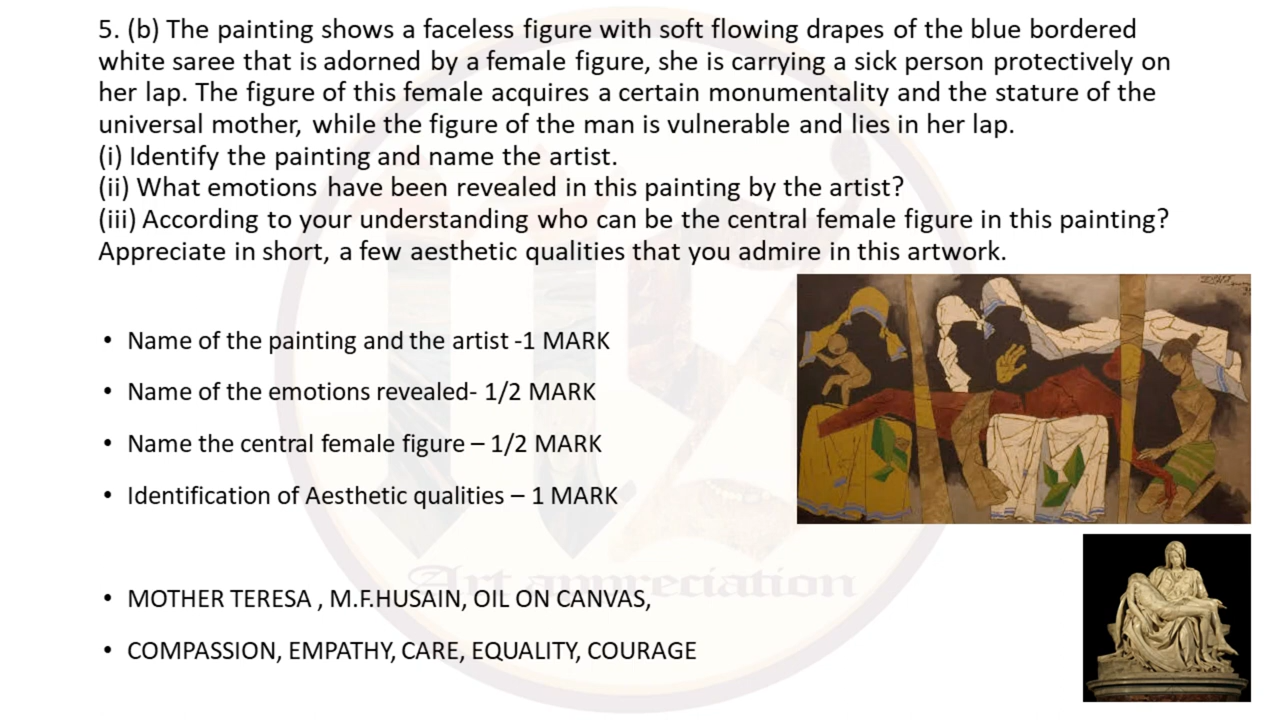 5. (b) The painting shows a faceless figure with soft flowing drapes of the blue bordered
white saree that is adorned by a female figure, she is carrying a sick person protectively on
her lap. The figure of this female acquires a certain monumentality and the stature of the
universal mother, while the figure of the man is vulnerable and lies in her lap.
(i) Identify the painting and name the artist.
(ii) What emotions have been revealed in this painting by the artist?
(iii) According to your understanding who can be the central female figure in this painting?
Appreciate in short, a few aesthetic qualities that you admire in this artwork.
• Name of the painting and the artist -1 MARK
• Name of the emotions revealed- 1/2 MARK
• Name the central female figure – 1/2 MARK
• Identification of Aesthetic qualities – 1 MARK
Art appreciation
• MOTHER TERESA , M.F.HUSAIN, OIL ON CANVAS,
• COMPASSION, EMPATHY, CARE, EQUALITY, COURAGE